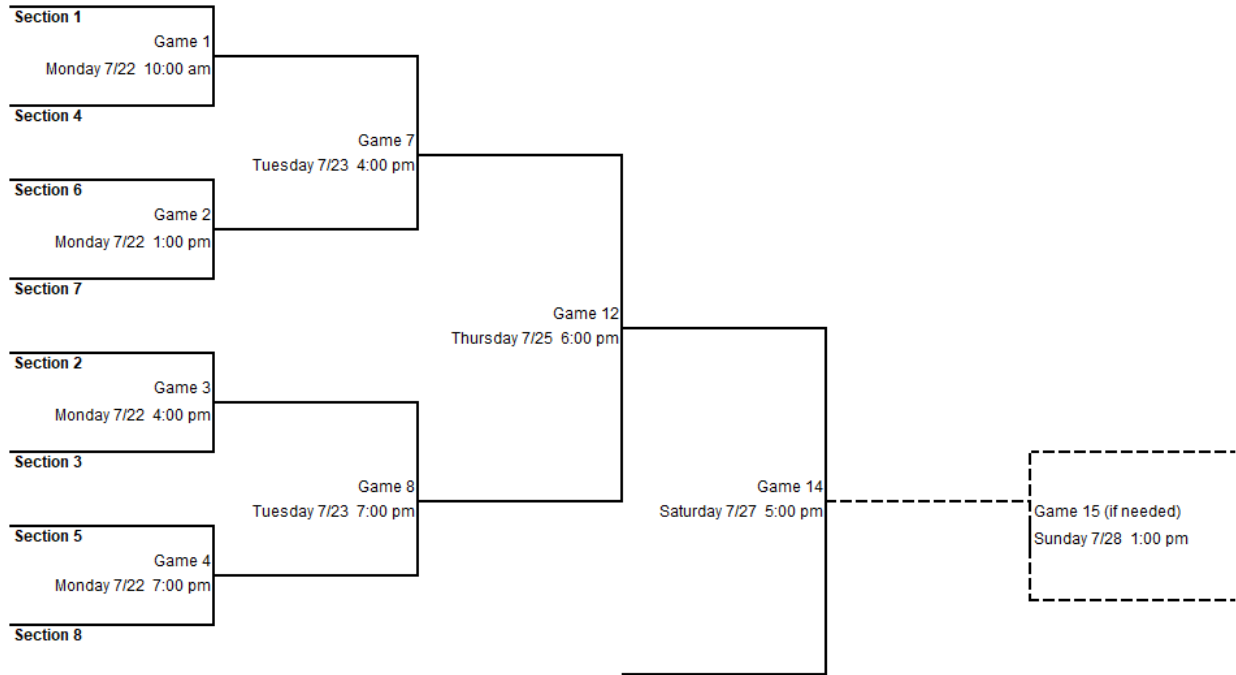 Section 1
Game 1
Monday 7/22 10:00 am
Section 4
Game 7
Tuesday 7/23 4:00 pm
Section 6
Game 2
Monday 7/22 1:00 pm
Section 7
Game 12
Thursday 7/25 6:00 pm
Section 2
Game 3
Monday 7/22 4:00 pm
Section 3
Game 8
Tuesday 7/23 7:00 pm
Section 5
Game 4
Monday 7/22 7:00 pm
Section 8
Game 14
Saturday 7/27 5:00 pm
Game 15 (if needed)
Sunday 7/28 1:00 pm